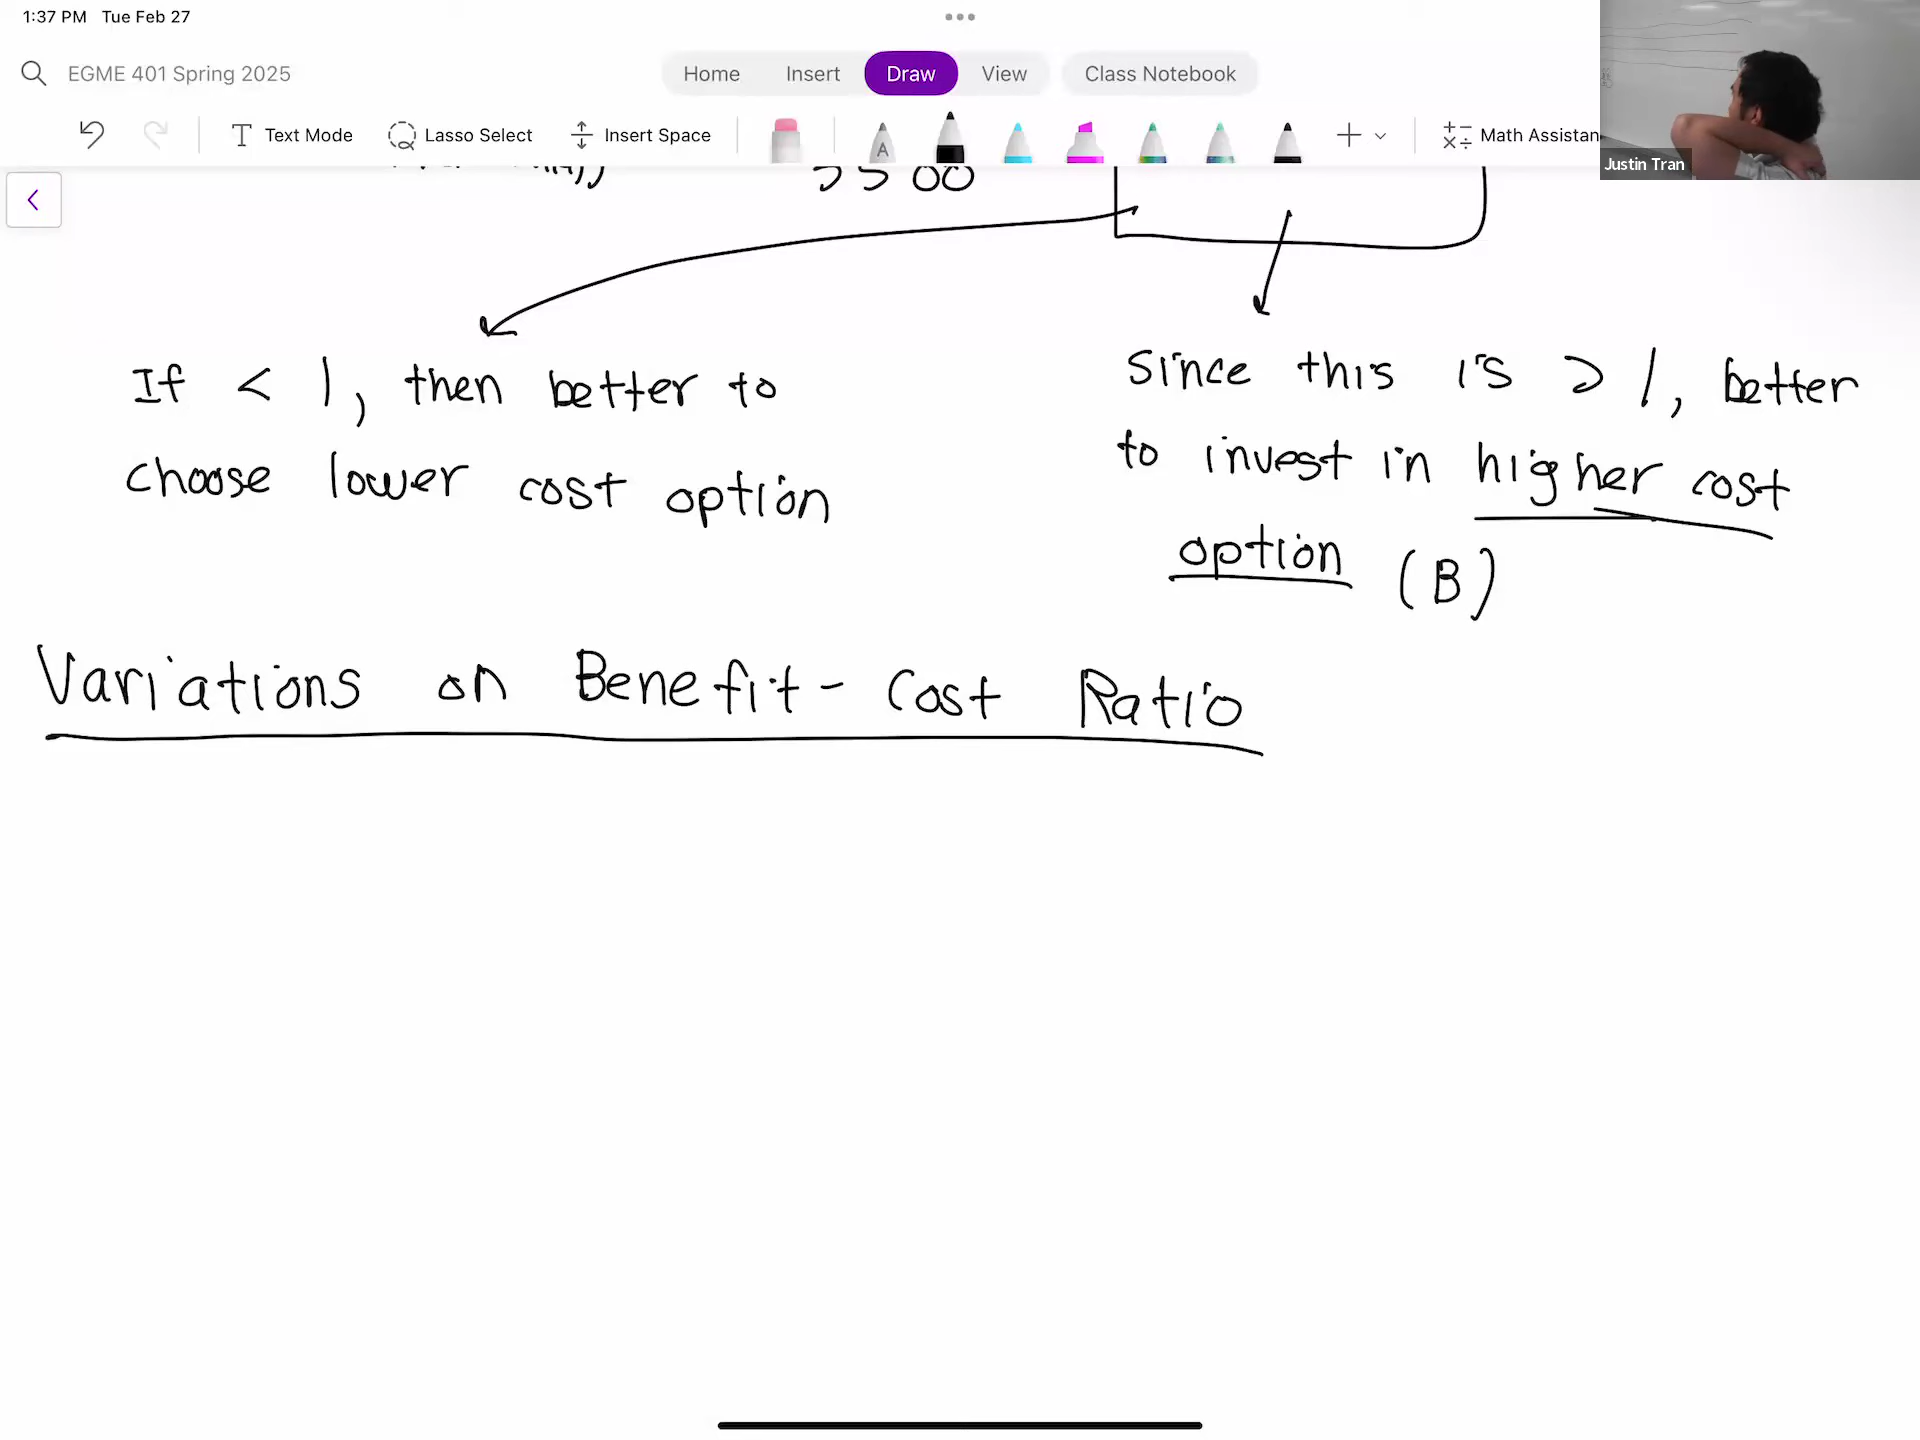 1:37 PM Tue Feb 27
EGME 401 Spring 2025
Home Insert Draw View Class Notebook
Text Mode Lasso Select Insert Space A Math Assistan
Justin Tran
5500
If < 1, then better to
choose lower cost option
Since this is > 1, better
to invest in higher cost
option (B)
Variations on Benefit-Cost Ratio